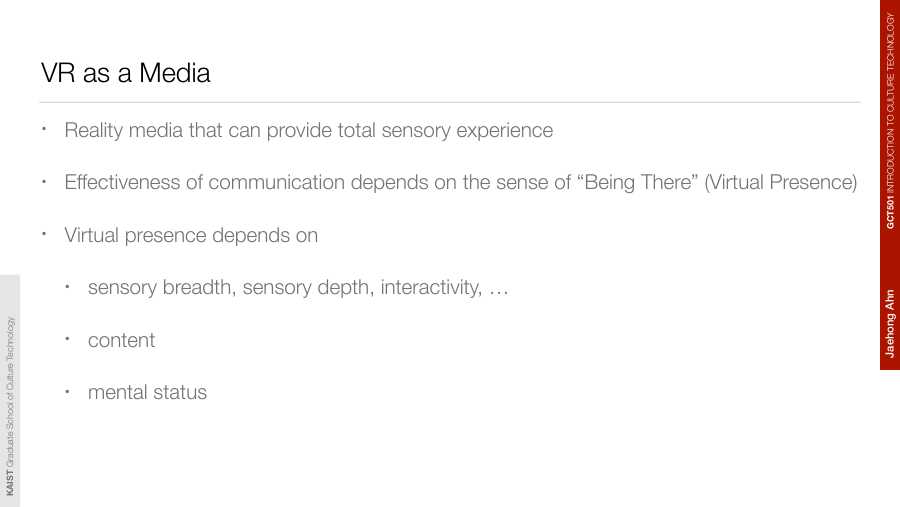 VR as a Media
• Reality media that can provide total sensory experience
• Effectiveness of communication depends on the sense of “Being There” (Virtual Presence)
• Virtual presence depends on
• sensory breadth, sensory depth, interactivity, …
• content
• mental status
KAIST Graduate School of Culture Technology
GCT501 INTRODUCTION TO CULTURE TECHNOLOGY
Jaehong Ahn